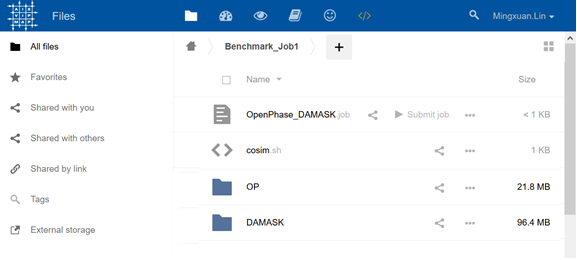 AIXVIPMAP
Files
Mingxuan.Lin
All files
Favorites
Shared with you
Shared with others
Shared by link
Tags
External storage
Benchmark_Job1
+
Name
Size
OpenPhase_DAMASK.job
Submit job
< 1 KB
cosim.sh
1 KB
OP
21.8 MB
DAMASK
96.4 MB